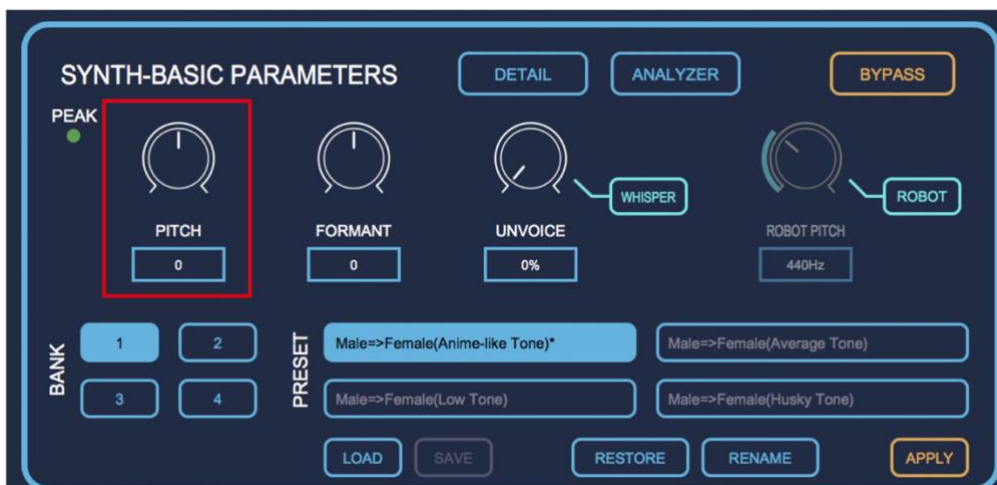 SYNTH-BASIC PARAMETERS DETAIL ANALYZER BYPASS
PEAK
WHISPER ROBOT
PITCH FORMANT UNVOICE ROBOT PITCH
0 0 0% 440Hz
BANK
1 2
3 4
PRESET
Male=>Female(Anime-like Tone)* Male=>Female(Average Tone)
Male=>Female(Low Tone) Male=>Female(Husky Tone)
LOAD SAVE RESTORE RENAME APPLY